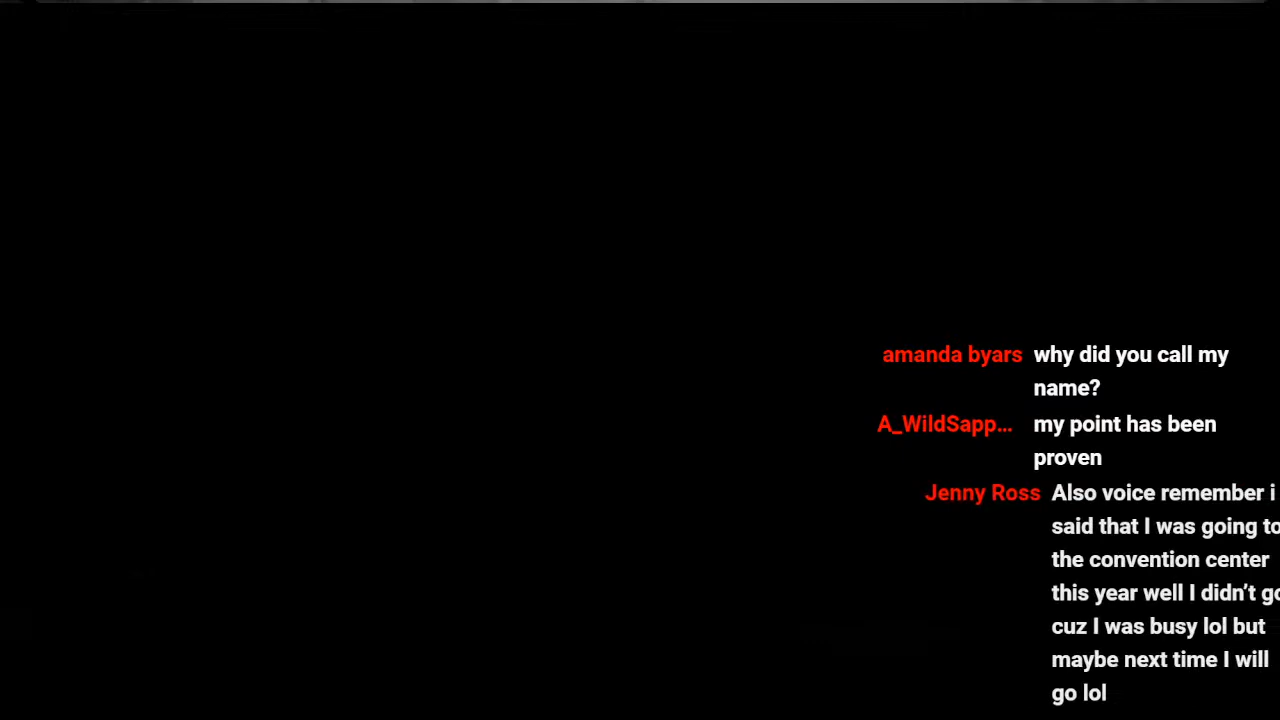 amanda byars why did you call my
name?
A_WildSapp... my point has been
proven
Jenny Ross Also voice remember i
said that I was going to
the convention center
this year well I didn't go
cuz I was busy lol but
maybe next time I will
go lol